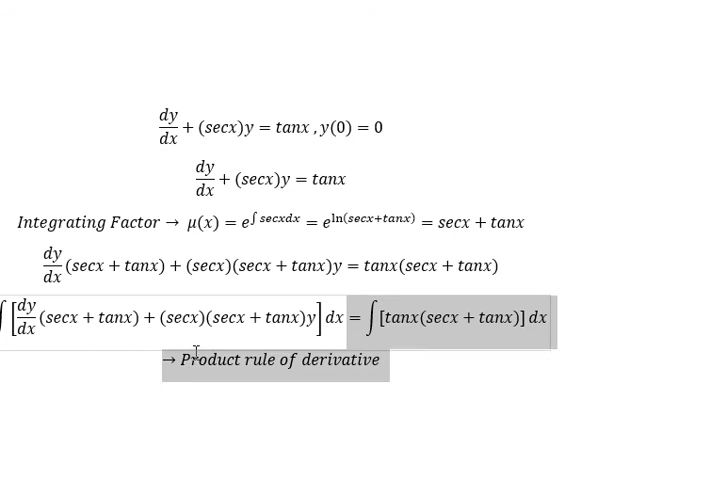 dy/dx + (secx)y = tanx , y(0) = 0
dy/dx + (secx)y = tanx
Integrating Factor → μ(x) = e^∫ secxdx = e^ln(secx+tanx) = secx + tanx
dy/dx (secx + tanx) + (secx)(secx + tanx)y = tanx(secx + tanx)
∫ [dy/dx (secx + tanx) + (secx)(secx + tanx)y] dx = ∫ [tanx(secx + tanx)] dx
→ Product rule of derivative